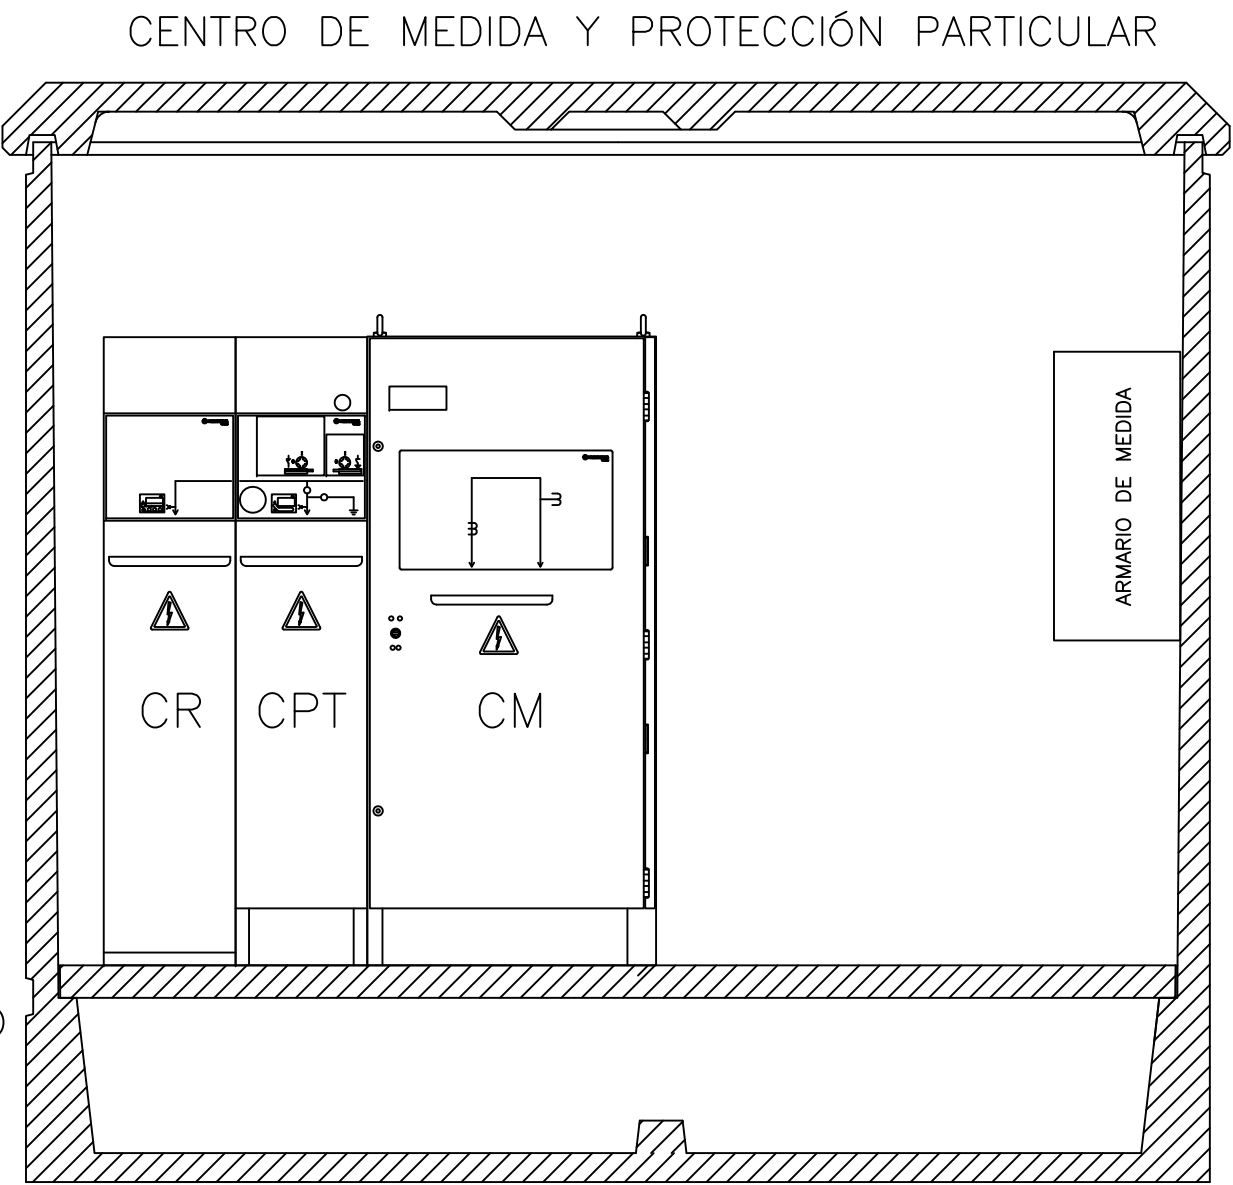 CENTRO DE MEDIDA Y PROTECCIÓN PARTICULAR
ARMARIO DE MEDIDA
CR
CPT
CM